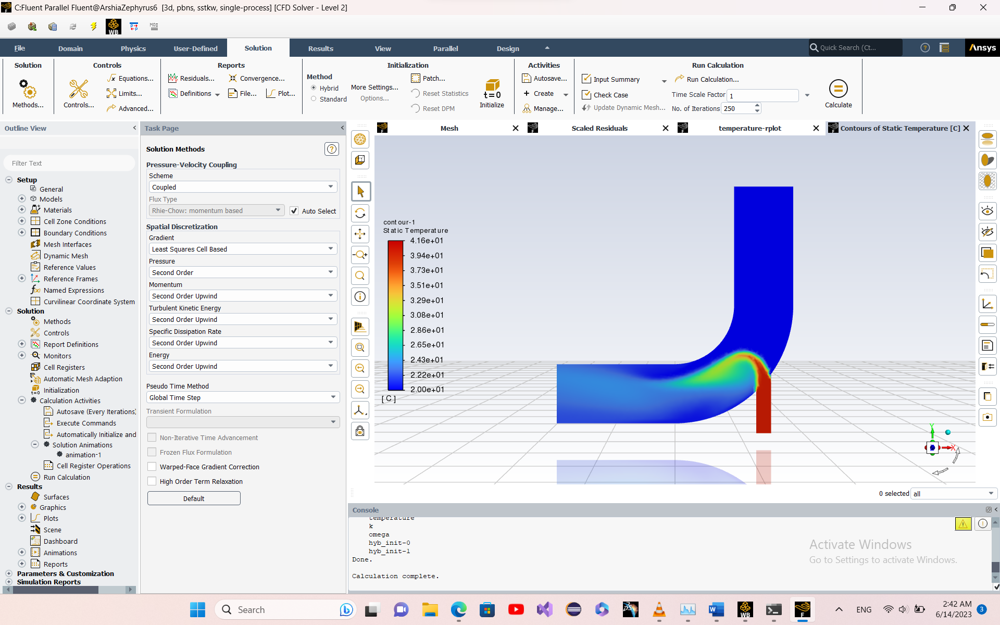 C:Fluent Parallel Fluent@ArshiaZephyrus6 [3d, pbns, sstkw, single-process] [CFD Solver - Level 2]
WB
File Domain Physics User-Defined Solution Results View Parallel Design Quick Search (Ct... Ansys
Solution
Methods...
Controls
Controls...
Equations...
Limits...
Advanced...
Reports
Residuals...
Convergence...
Definitions
File...
Plot...
Initialization
Method
Hybrid
Standard
More Settings...
Options...
Patch...
Reset Statistics
Reset DPM
t=0
Initialize
Activities
Autosave...
Create
Manage...
Run Calculation
Input Summary
Check Case
Update Dynamic Mesh...
Run Calculation...
Time Scale Factor 1
No. of Iterations 250
Calculate
Outline View
Filter Text
Setup
General
Models
Materials
Cell Zone Conditions
Boundary Conditions
Mesh Interfaces
Dynamic Mesh
Reference Values
Reference Frames
Named Expressions
Curvilinear Coordinate System
Solution
Methods
Controls
Report Definitions
Monitors
Cell Registers
Automatic Mesh Adaption
Initialization
Calculation Activities
Autosave (Every Iterations)
Execute Commands
Automatically Initialize and
Solution Animations
animation-1
Cell Register Operations
Run Calculation
Results
Surfaces
Graphics
Plots
Scene
Dashboard
Animations
Reports
Parameters & Customization
Simulation Reports
Task Page
Solution Methods
Pressure-Velocity Coupling
Scheme
Coupled
Flux Type
Rhie-Chow: momentum based
Auto Select
Spatial Discretization
Gradient
Least Squares Cell Based
Pressure
Second Order
Momentum
Second Order Upwind
Turbulent Kinetic Energy
Second Order Upwind
Specific Dissipation Rate
Second Order Upwind
Energy
Second Order Upwind
Pseudo Time Method
Global Time Step
Transient Formulation
Non-Iterative Time Advancement
Frozen Flux Formulation
Warped-Face Gradient Correction
High Order Term Relaxation
Default
Mesh
Scaled Residuals
temperature-rplot
Contours of Static Temperature [C]
contour-1
Static Temperature
4.16e+01
3.94e+01
3.73e+01
3.51e+01
3.29e+01
3.08e+01
2.86e+01
2.65e+01
2.43e+01
2.22e+01
2.00e+01
[ C ]
Y
X
0 selected all
Console
temperature
k
omega
hyb_init-0
hyb_init-1
Done.
Calculation complete.
Activate Windows
Go to Settings to activate Windows.
Search
WB
F
ENG
2:42 AM
6/14/2023
3